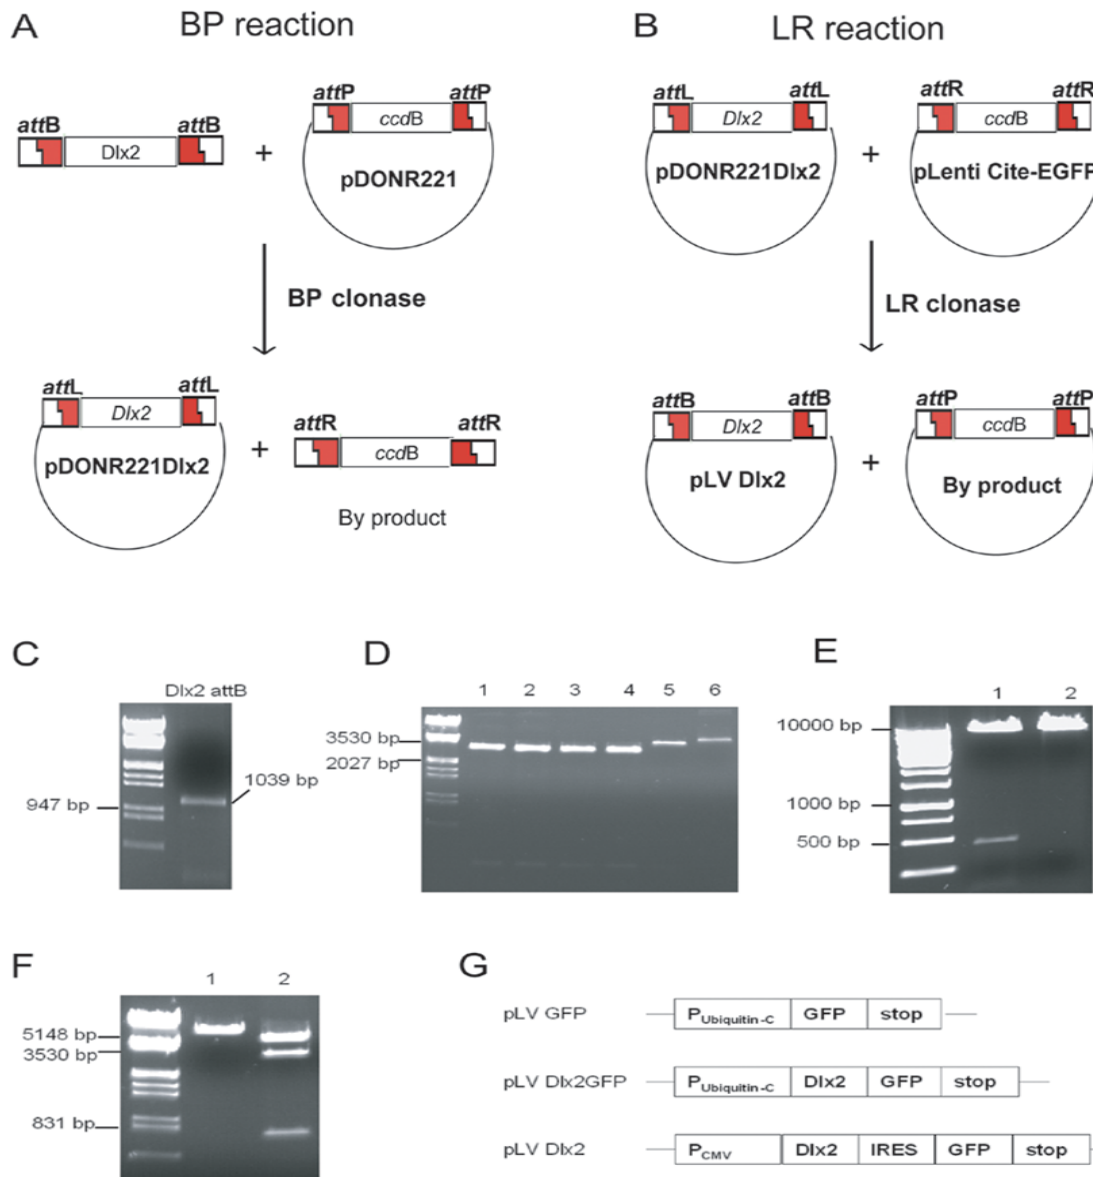 A BP reaction
B LR reaction
attB attB
Dlx2
+
attP attP
ccdB
pDONR221
BP clonase
attL attL
Dlx2
pDONR221Dlx2
+
attR attR
ccdB
By product
attL attL
Dlx2
pDONR221Dlx2
+
attR attR
ccdB
pLenti Cite-EGFP
LR clonase
attB attB
Dlx2
pLV Dlx2
+
attP attP
ccdB
By product
C
Dlx2 attB
1039 bp
947 bp
D
1 2 3 4 5 6
3530 bp
2027 bp
E
1 2
10000 bp
1000 bp
500 bp
F
1 2
5148 bp
3530 bp
831 bp
G
pLV GFP PUbiquitin-C GFP stop
pLV Dlx2GFP PUbiquitin-C Dlx2 GFP stop
pLV Dlx2 PCMV Dlx2 IRES GFP stop